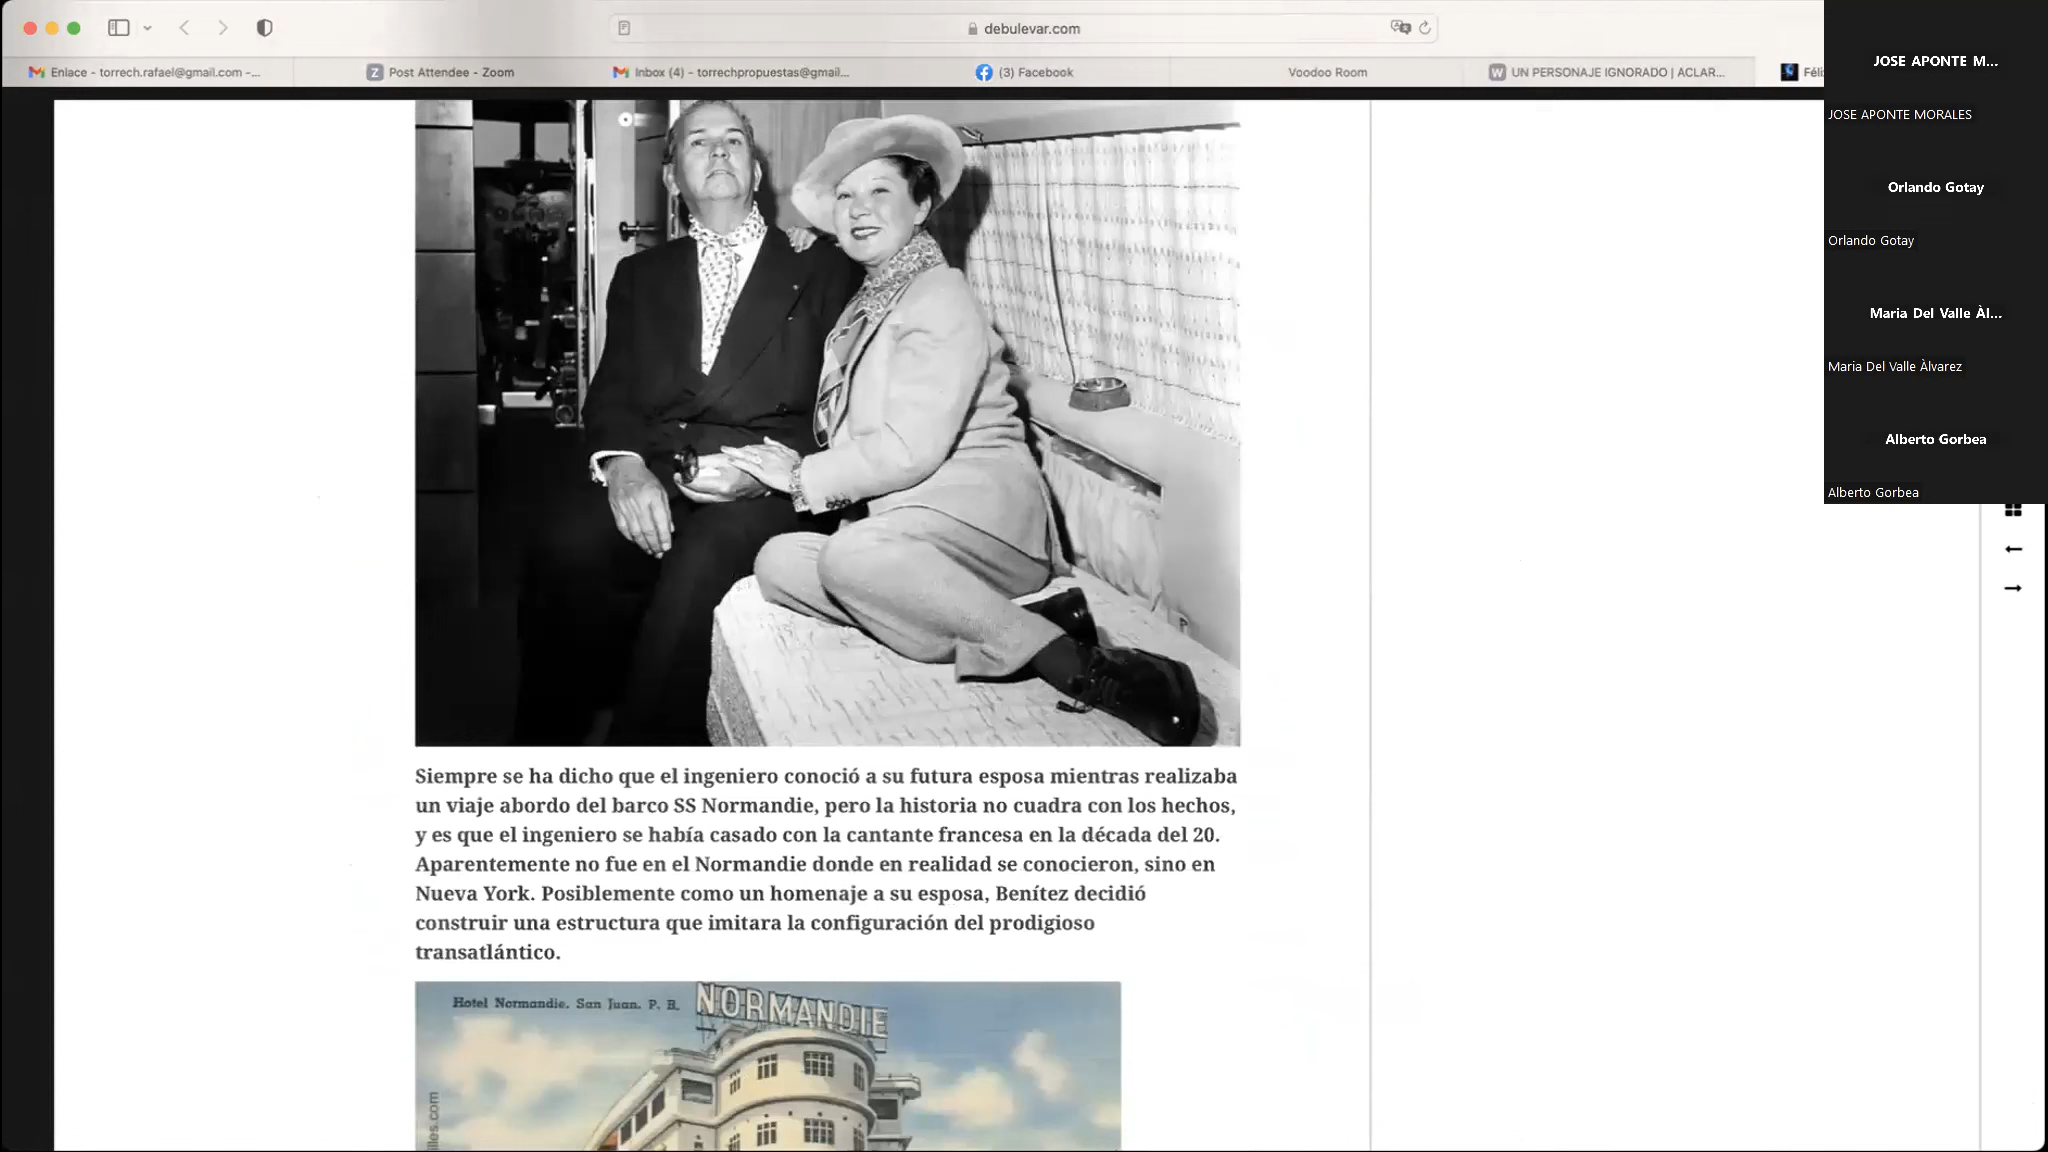 debulevar.com
Enlace - torrech.rafael@gmail.com -...
Post Attendee - Zoom
Inbox (4) - torrechpropuestas@gmail...
(3) Facebook
Voodoo Room
UN PERSONAJE IGNORADO | ACLAR...
JOSE APONTE M...
JOSE APONTE MORALES
Orlando Gotay
Orlando Gotay
Maria Del Valle Àl...
Maria Del Valle Àlvarez
Alberto Gorbea
Alberto Gorbea
Siempre se ha dicho que el ingeniero conoció a su futura esposa mientras realizaba
un viaje abordo del barco SS Normandie, pero la historia no cuadra con los hechos,
y es que el ingeniero se había casado con la cantante francesa en la década del 20.
Aparentemente no fue en el Normandie donde en realidad se conocieron, sino en
Nueva York. Posiblemente como un homenaje a su esposa, Benítez decidió
construir una estructura que imitara la configuración del prodigioso
transatlántico.
Hotel Normandie. San Juan. P. R.
NORMANDIE